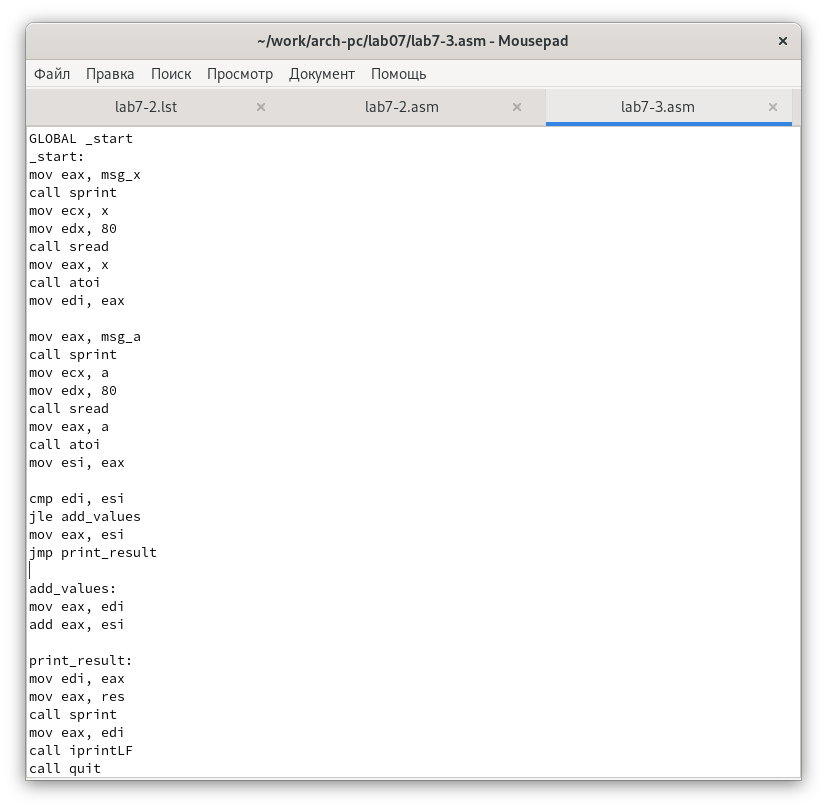 ~/work/arch-pc/lab07/lab7-3.asm - Mousepad
Файл Правка Поиск Просмотр Документ Помощь
lab7-2.lst lab7-2.asm lab7-3.asm
GLOBAL _start
_start:
mov eax, msg_x
call sprint
mov ecx, x
mov edx, 80
call sread
mov eax, x
call atoi
mov edi, eax
mov eax, msg_a
call sprint
mov ecx, a
mov edx, 80
call sread
mov eax, a
call atoi
mov esi, eax
cmp edi, esi
jle add_values
mov eax, esi
jmp print_result
add_values:
mov eax, edi
add eax, esi
print_result:
mov edi, eax
mov eax, res
call sprint
mov eax, edi
call iprintLF
call quit